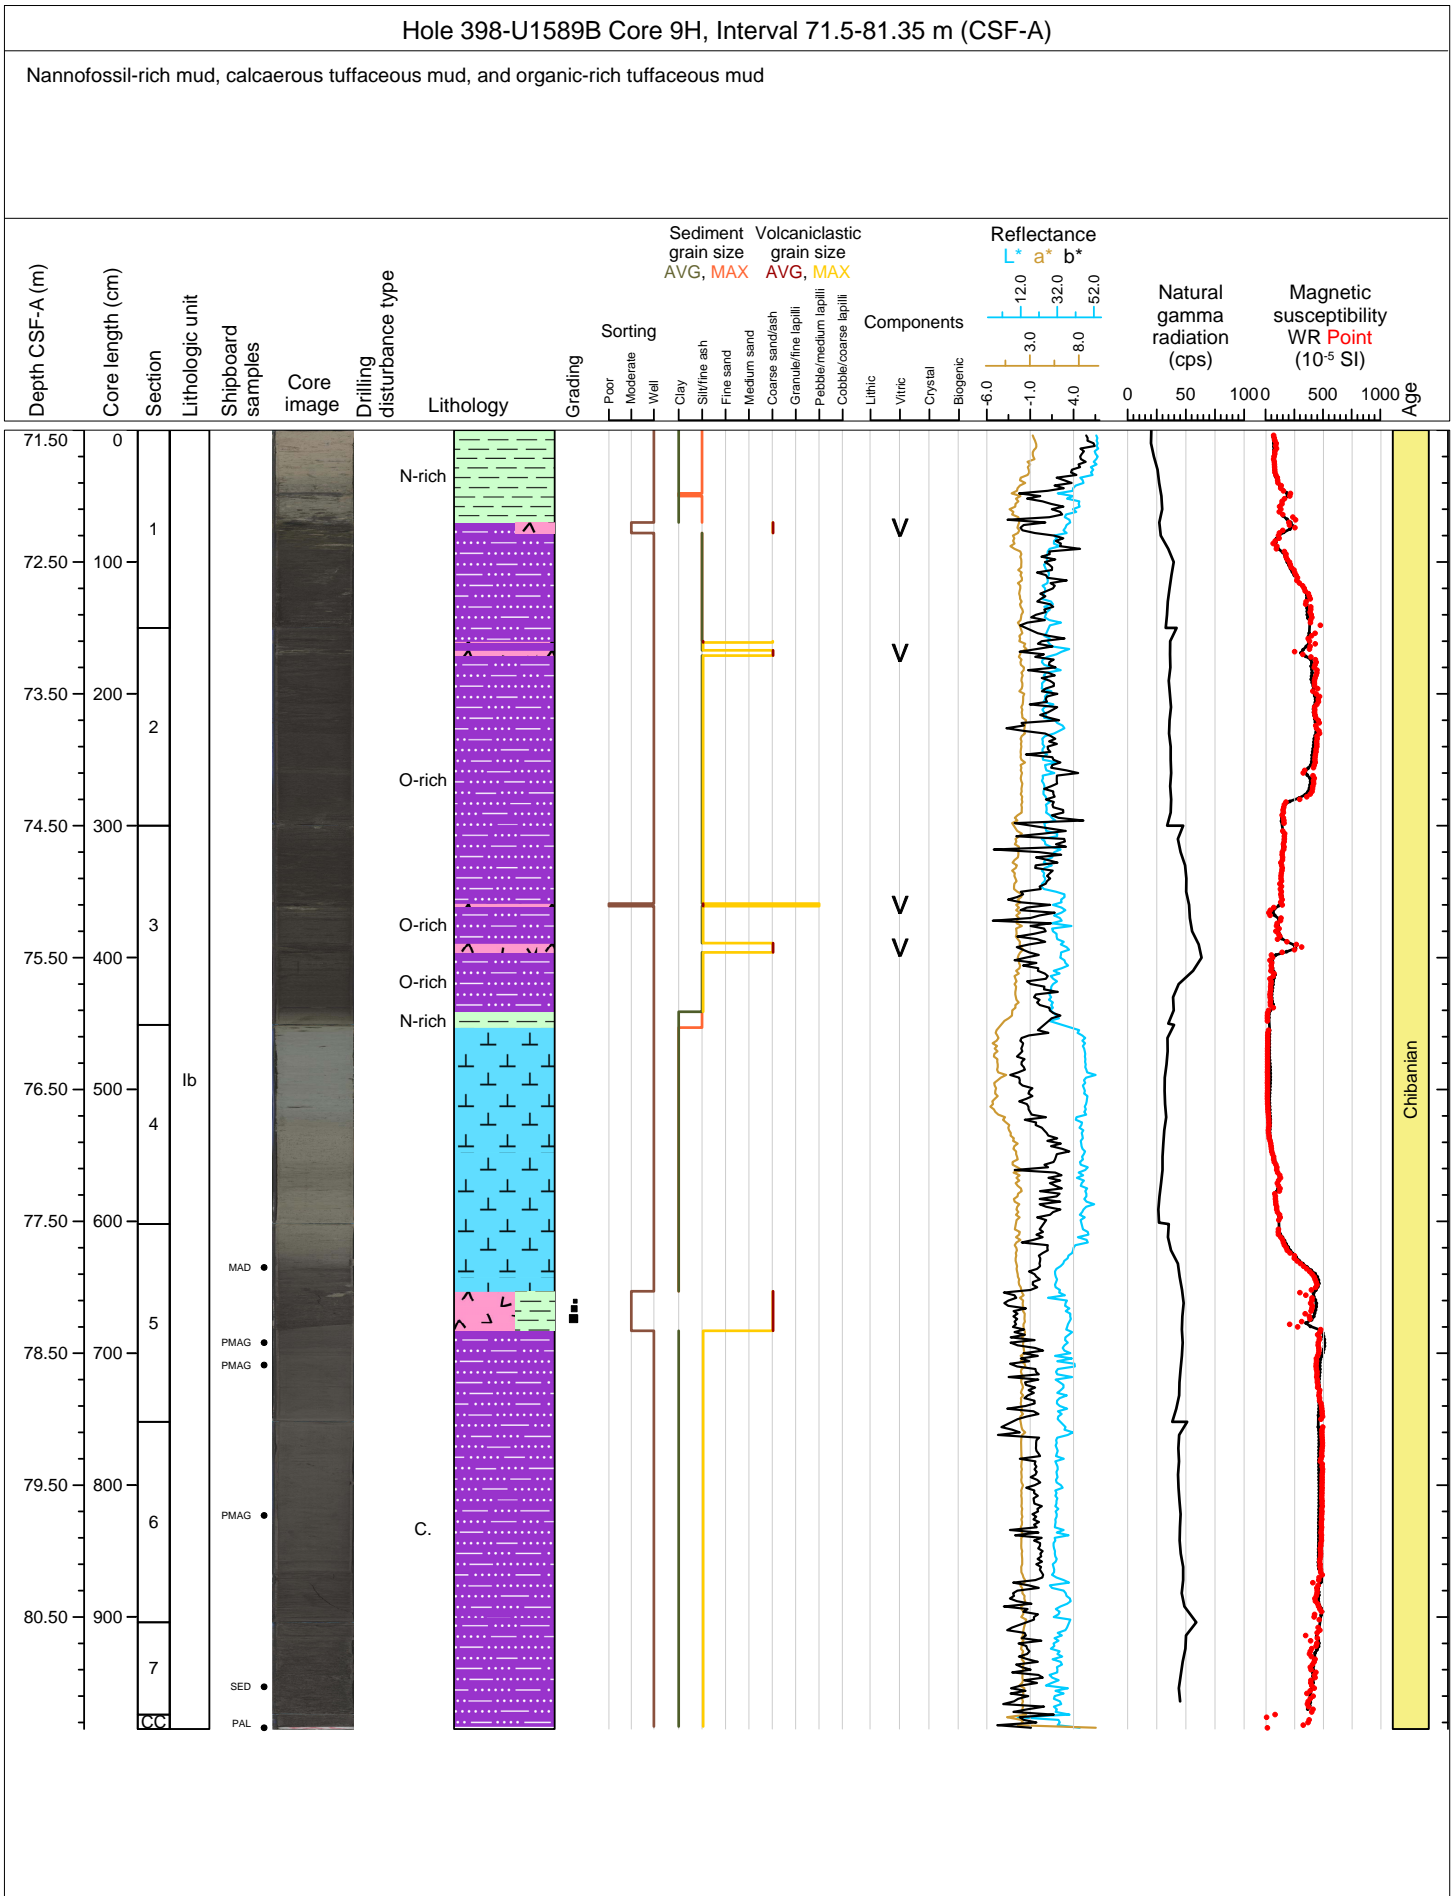 Hole 398-U1589B Core 9H, Interval 71.5-81.35 m (CSF-A)
Nannofossil-rich mud, calcaerous tuffaceous mud, and organic-rich tuffaceous mud
Depth CSF-A (m)
Core length (cm)
Section
Lithologic unit
Shipboard
samples
Core
image
Drilling
disturbance type
Lithology
Grading
Sorting
Poor
Moderate
Well
Sediment
grain size
AVG, MAX
Volcaniclastic
grain size
AVG, MAX
Clay
Silt/fine ash
Fine sand
Medium sand
Coarse sand/ash
Granule/fine lapilli
Pebble/medium lapilli
Cobble/coarse lapilli
Components
Lithic
Vitric
Crystal
Biogenic
Reflectance
L* a* b*
12.0 32.0 52.0
3.0 8.0
-6.0 -1.0 4.0
Natural
gamma
radiation
(cps)
0 50 100
Magnetic
susceptibility
WR Point
(10-5 SI)
0 500 1000
Age
71.50 0
N-rich
1
V
72.50 100
V
73.50 200
2
O-rich
74.50 300
V
3
O-rich
V
75.50 400
O-rich
N-rich
Ib
Chibanian
76.50 500
4
77.50 600
MAD
5
PMAG
78.50 700
PMAG
79.50 800
PMAG
6
C.
80.50 900
7
SED
CC
PAL